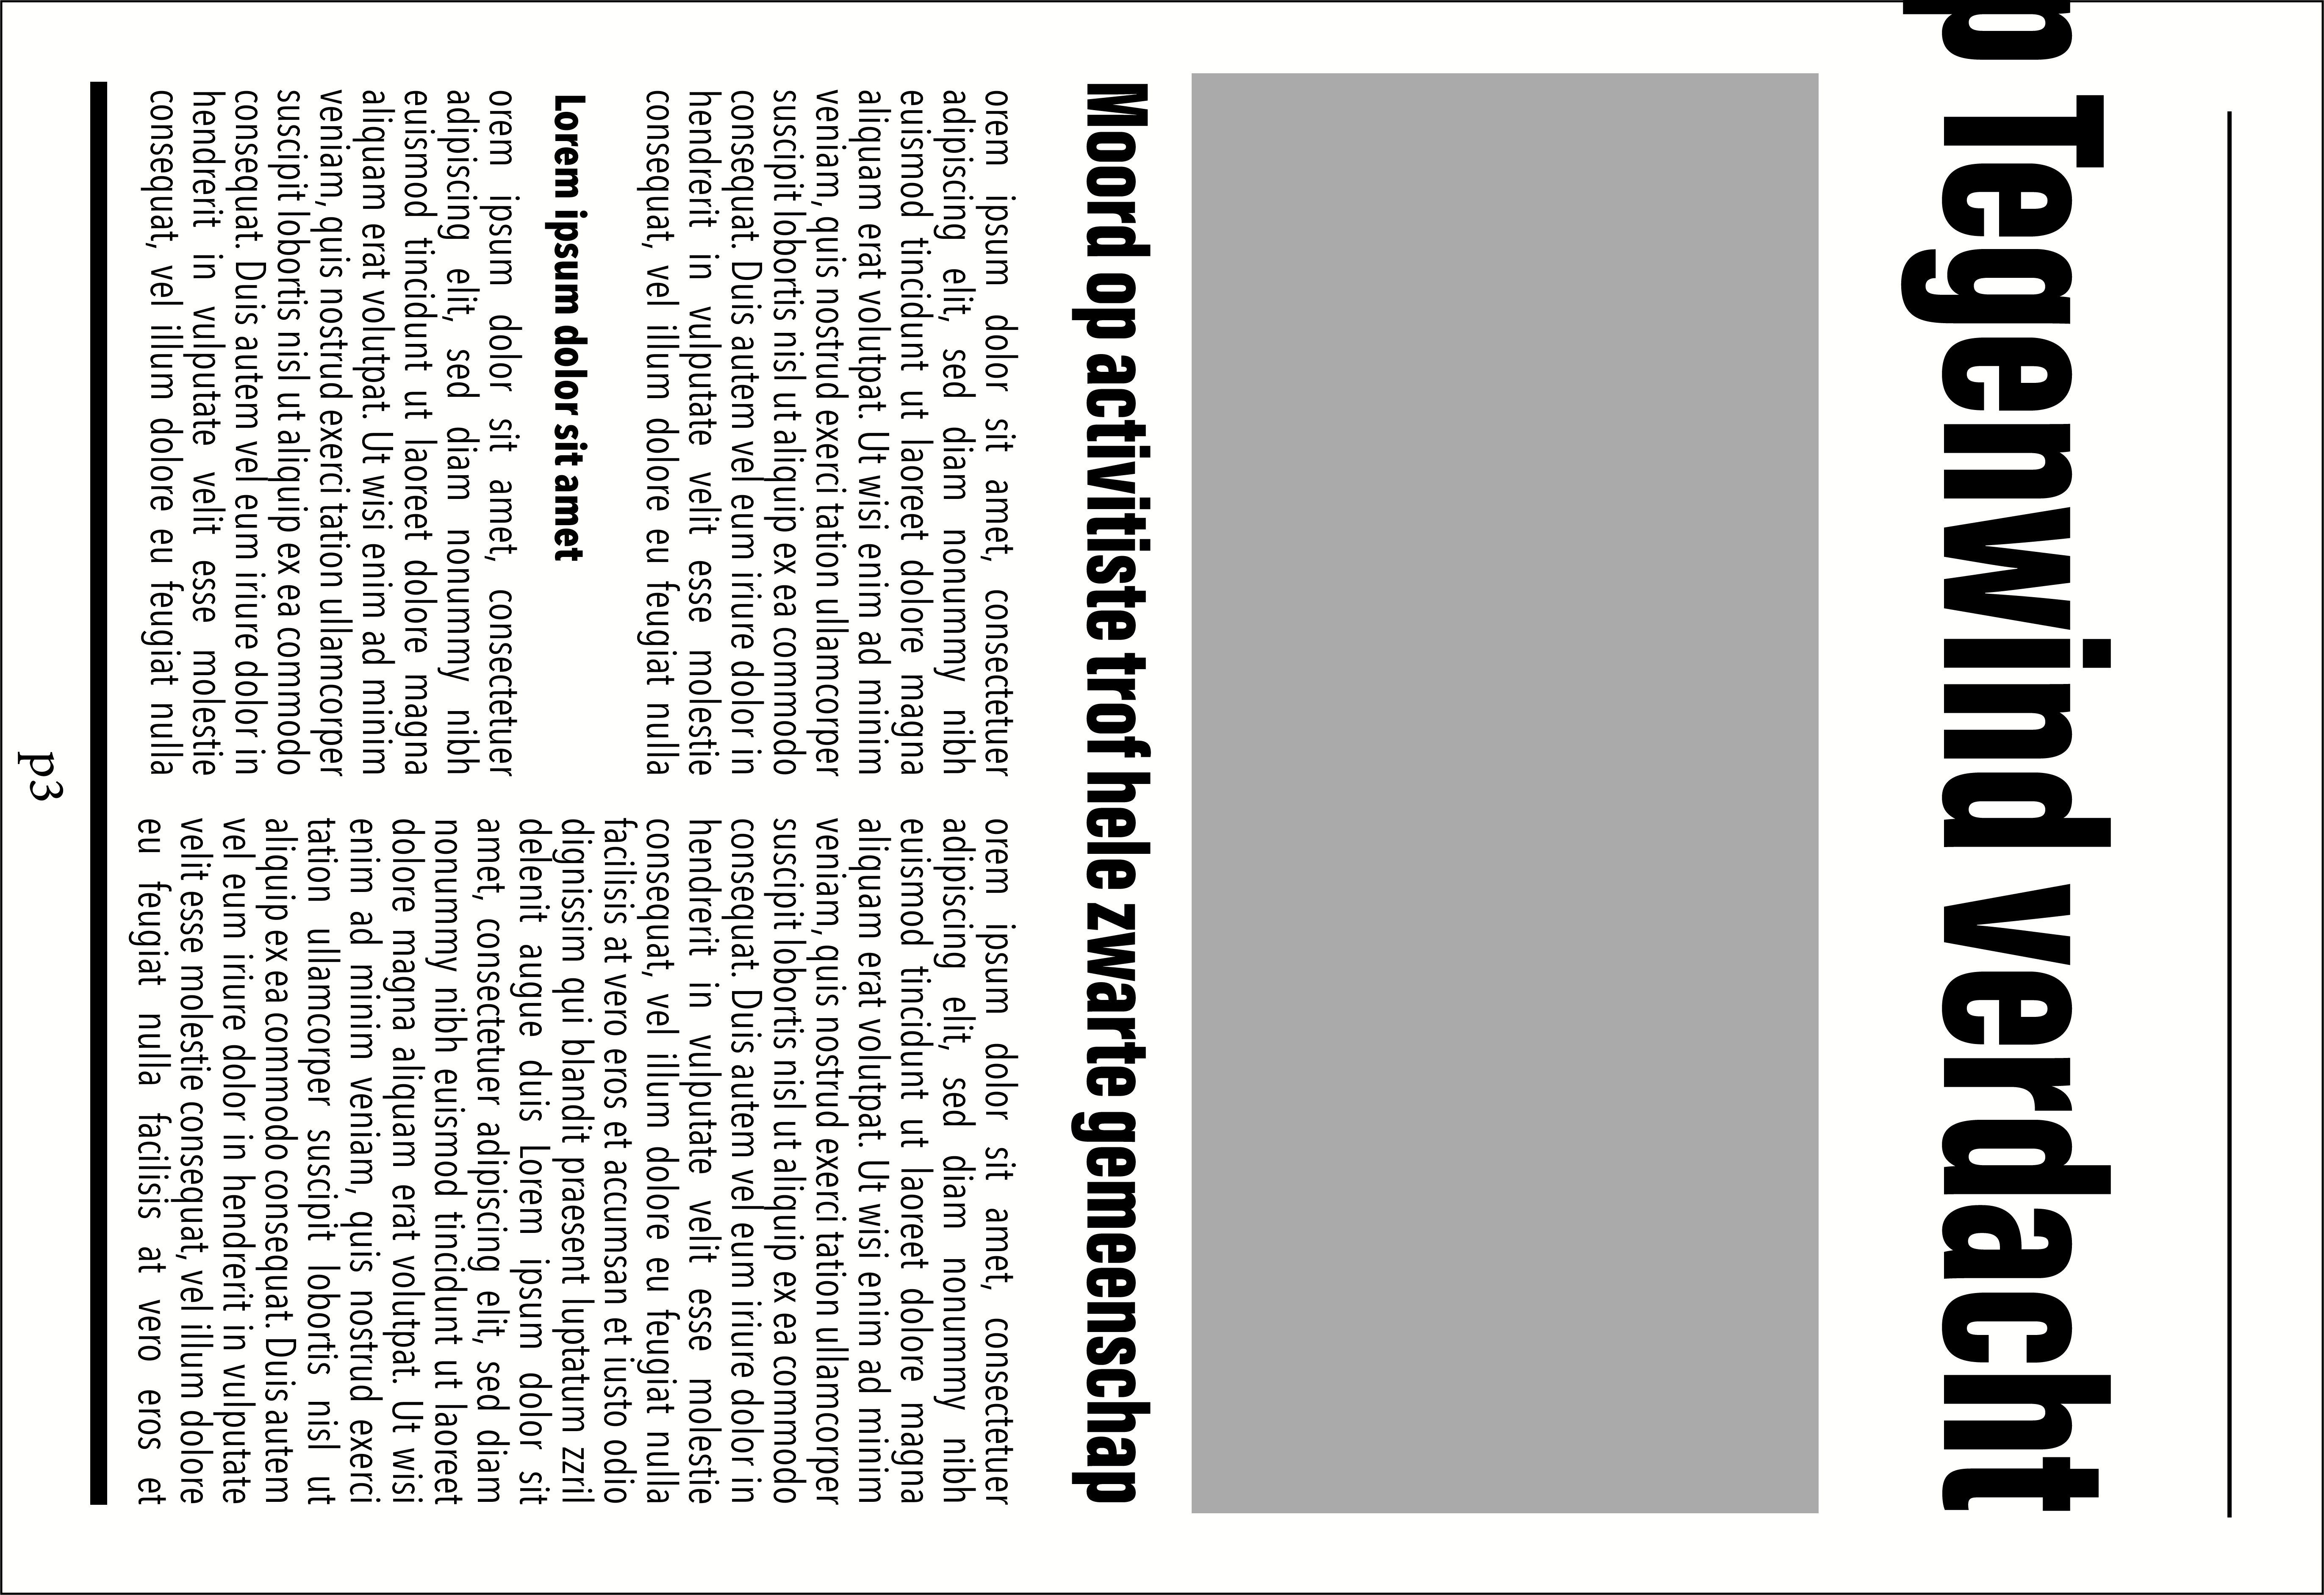 p Tegenwind verdacht
Moord op activitiste trof hele zwarte gemeenschap
orem ipsum dolor sit amet, consectetuer
adipiscing elit, sed diam nonummy nibh
euismod tincidunt ut laoreet dolore magna
aliquam erat volutpat. Ut wisi enim ad minim
veniam, quis nostrud exerci tation ullamcorper
suscipit lobortis nisl ut aliquip ex ea commodo
consequat. Duis autem vel eum iriure dolor in
hendrerit in vulputate velit esse molestie
consequat, vel illum dolore eu feugiat nulla
Lorem ipsum dolor sit amet
orem ipsum dolor sit amet, consectetuer
adipiscing elit, sed diam nonummy nibh
euismod tincidunt ut laoreet dolore magna
aliquam erat volutpat. Ut wisi enim ad minim
veniam, quis nostrud exerci tation ullamcorper
suscipit lobortis nisl ut aliquip ex ea commodo
consequat. Duis autem vel eum iriure dolor in
hendrerit in vulputate velit esse molestie
consequat, vel illum dolore eu feugiat nulla
orem ipsum dolor sit amet, consectetuer
adipiscing elit, sed diam nonummy nibh
euismod tincidunt ut laoreet dolore magna
aliquam erat volutpat. Ut wisi enim ad minim
veniam, quis nostrud exerci tation ullamcorper
suscipit lobortis nisl ut aliquip ex ea commodo
consequat. Duis autem vel eum iriure dolor in
hendrerit in vulputate velit esse molestie
consequat, vel illum dolore eu feugiat nulla
facilisis at vero eros et accumsan et iusto odio
dignissim qui blandit praesent luptatum zzril
delenit augue duis Lorem ipsum dolor sit
amet, consectetuer adipiscing elit, sed diam
nonummy nibh euismod tincidunt ut laoreet
dolore magna aliquam erat volutpat. Ut wisi
enim ad minim veniam, quis nostrud exerci
tation ullamcorper suscipit lobortis nisl ut
aliquip ex ea commodo consequat. Duis autem
vel eum iriure dolor in hendrerit in vulputate
velit esse molestie consequat, vel illum dolore
eu feugiat nulla facilisis at vero eros et
p3